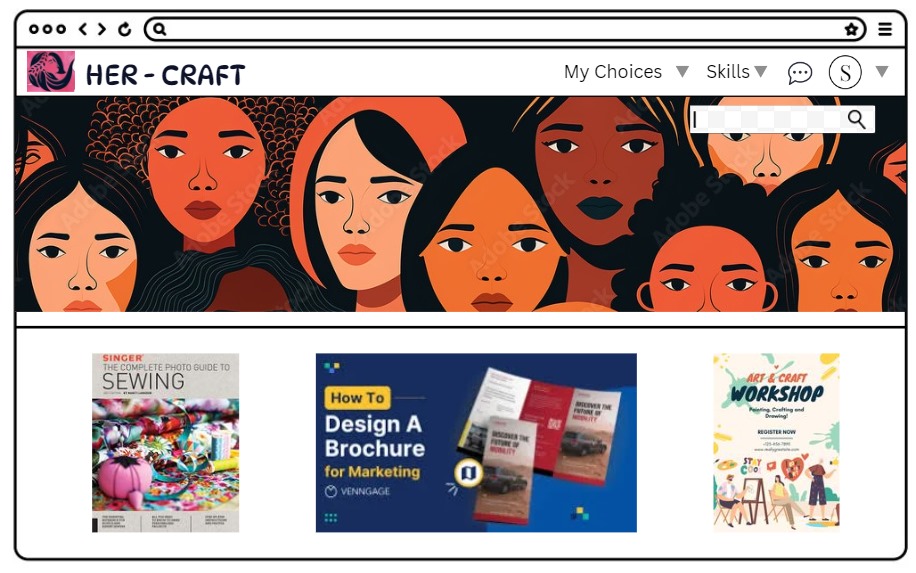 HER - CRAFT
My Choices
Skills
S
SINGER
THE COMPLETE PHOTO GUIDE TO
SEWING
How To
Design A
Brochure
for Marketing
VENNGAGE
DISCOVER THE
FUTURE OF
MOBILITY
DISCOVER THE
FUTURE OF
MOBILITY
ART & CRAFT
WORKSHOP
Painting, Crafting and
Drawing!
REGISTER NOW
STAY
COOL
Adobe Stock